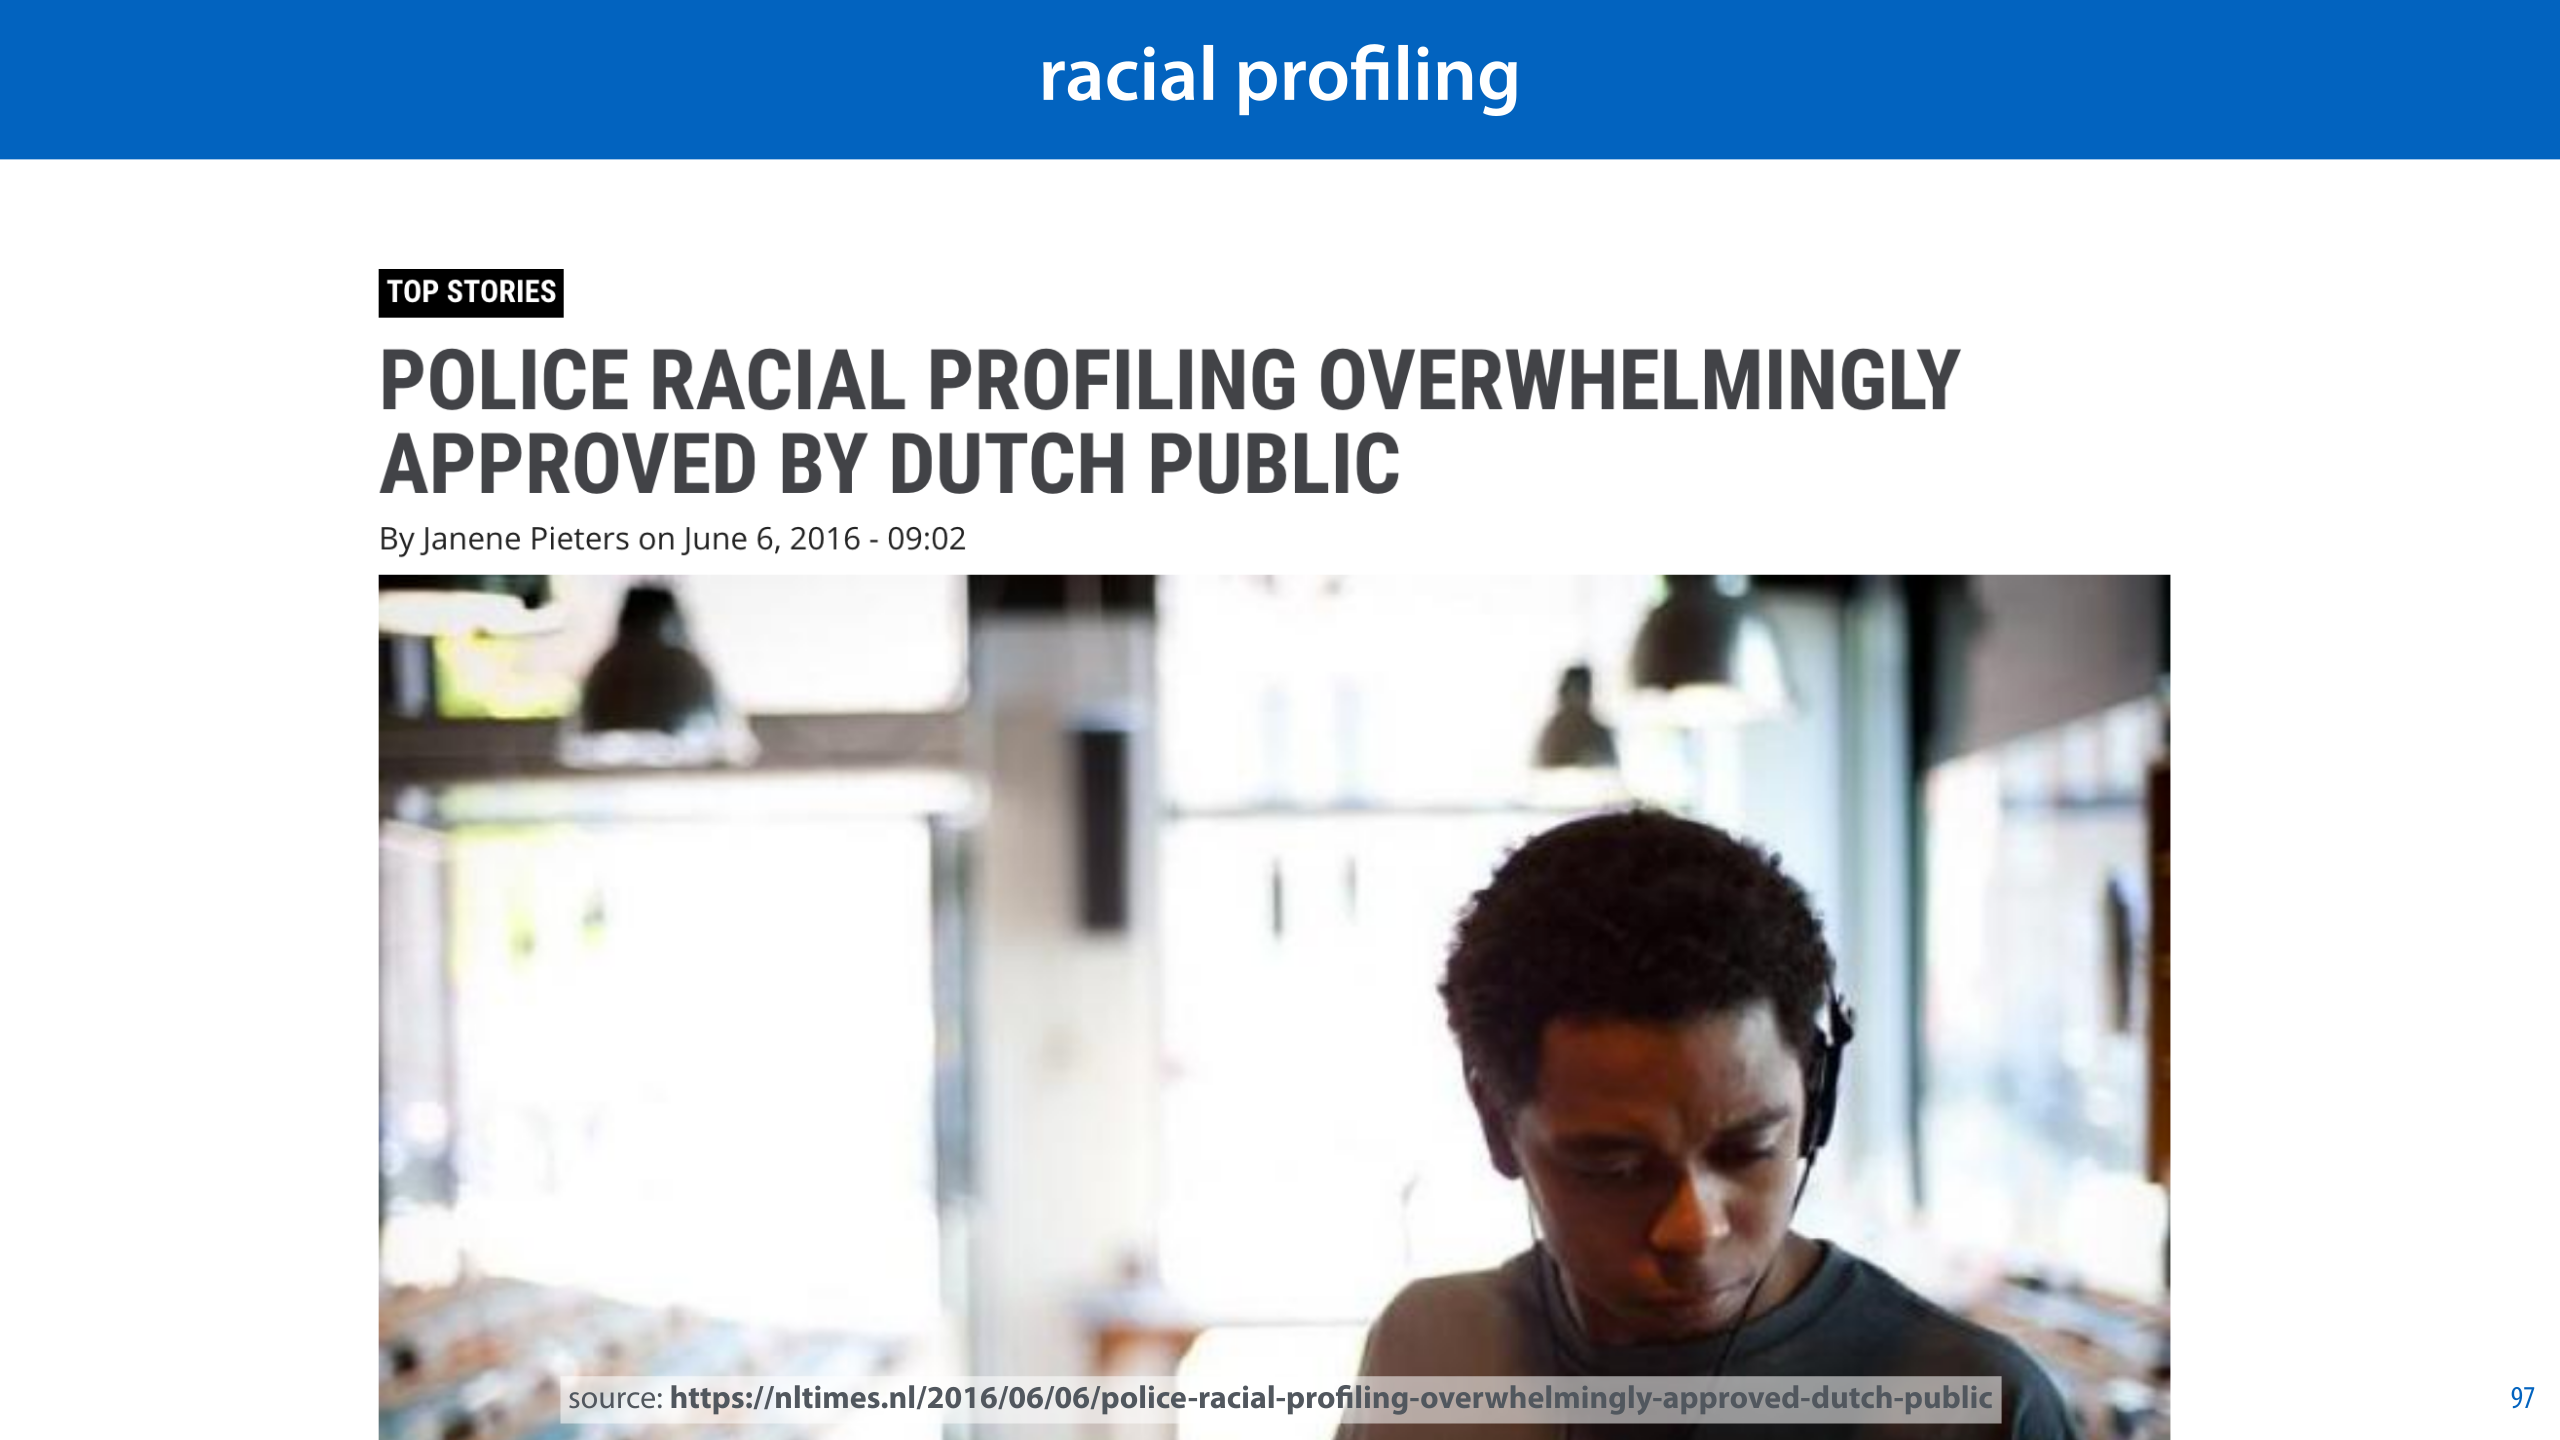 racial profiling
TOP STORIES
POLICE RACIAL PROFILING OVERWHELMINGLY
APPROVED BY DUTCH PUBLIC
By Janene Pieters on June 6, 2016 - 09:02
source: https://nltimes.nl/2016/06/06/police-racial-profiling-overwhelmingly-approved-dutch-public
97